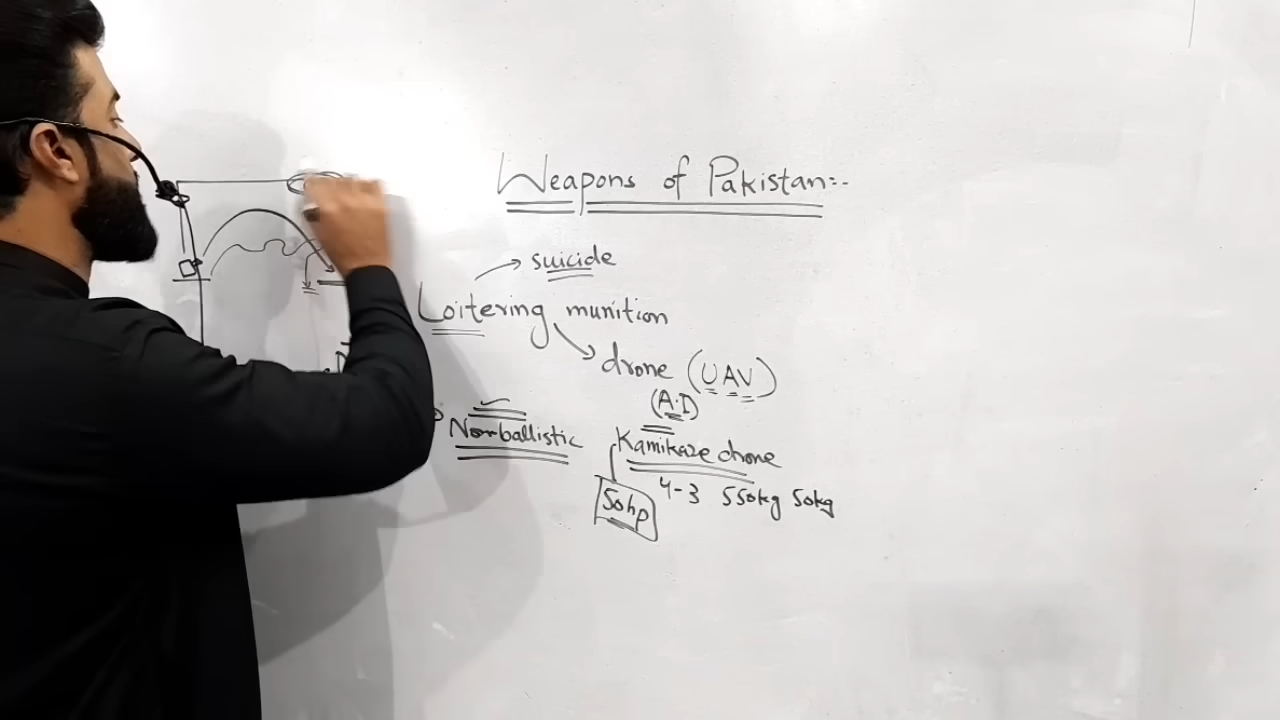 Weapons of Pakistan:-
suicide
Loitering munition
drone (UAV)
(A.I)
Nonballistic
Kamikaze drone
50hp
4-3 550kg 50kg